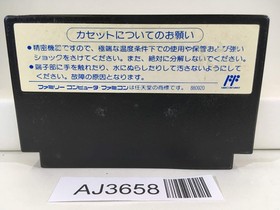 カセットについてのお願い
●精密機器ですので、極端な温度条件下での使用や保管および強い
ショックをさけてください。また、絶対に分解しないでください。
●端子部に手を触れたり、水にぬらしたりして汚さないようにして
ください。故障の原因となります。
ファミリーコンピュータ・ファミコンは任天堂の商標です。
AJ3658